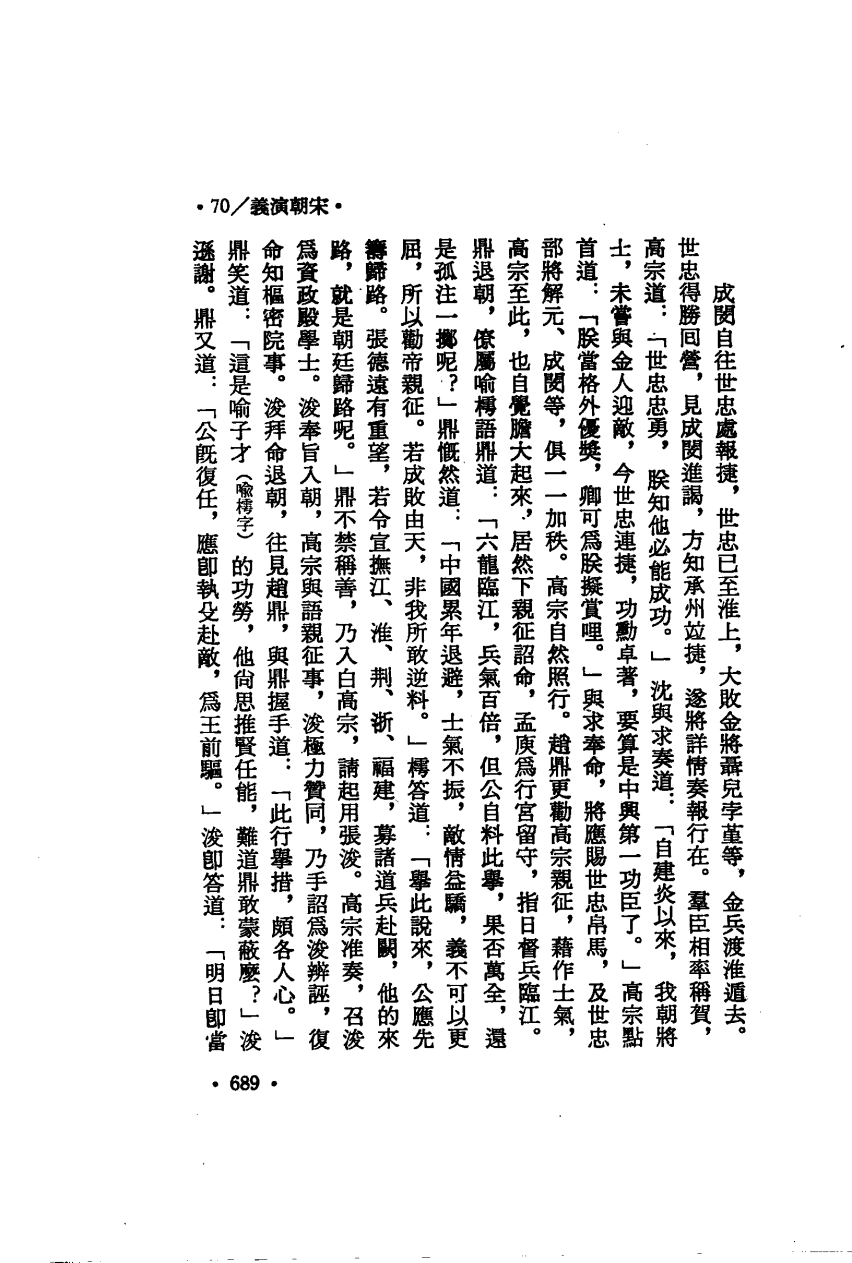 •70／義演朝宋•
成閔自往世忠處報捷，世忠已至淮上，大敗金將聶兒孛堇等，金兵渡淮遁去。
世忠得勝回營，見成閔進謁，方知承州竝捷，遂將詳情奏報行在。羣臣相率稱賀，
高宗道：「世忠忠勇，朕知他必能成功。」沈與求奏道：「自建炎以來，我朝將
士，未嘗與金人迎敵，今世忠連捷，功勳卓著，要算是中興第一功臣了。」高宗點
首道：「朕當格外優獎，卿可爲朕擬賞哩。」與求奉命，將應賜世忠帛馬，及世忠
部將解元、成閔等，俱一一加秩。高宗自然照行。趙鼎更勸高宗親征，藉作士氣，
高宗至此，也自覺膽大起來，居然下親征詔命，孟庾爲行宮留守，指日督兵臨江。
鼎退朝，僚屬喻樗語鼎道：「六龍臨江，兵氣百倍，但公自料此擧，果否萬全，還
是孤注一擲呢？」鼎慨然道：「中國累年退避，士氣不振，敵情益驕，義不可以更
屈，所以勸帝親征。若成敗由天，非我所敢逆料。」樗答道：「擧此說來，公應先
籌歸路。張德遠有重望，若令宣撫江、淮、荆、浙、福建，募諸道兵赴闕，他的來
路，就是朝廷歸路呢。」鼎不禁稱善，乃入白高宗，請起用張浚。高宗准奏，召浚
爲資政殿學士。浚奉旨入朝，高宗與語親征事，浚極力贊同，乃手詔爲浚辨誣，復
命知樞密院事。浚拜命退朝，往見趙鼎，與鼎握手道：「此行擧措，頗各人心。」
鼎笑道：「這是喻子才（喩樗字）的功勞，他尙思推賢任能，難道鼎敢蒙蔽麼？」浚
遜謝。鼎又道：「公旣復任，應卽執殳赴敵，爲王前驅。」浚卽答道：「明日卽當
•689•